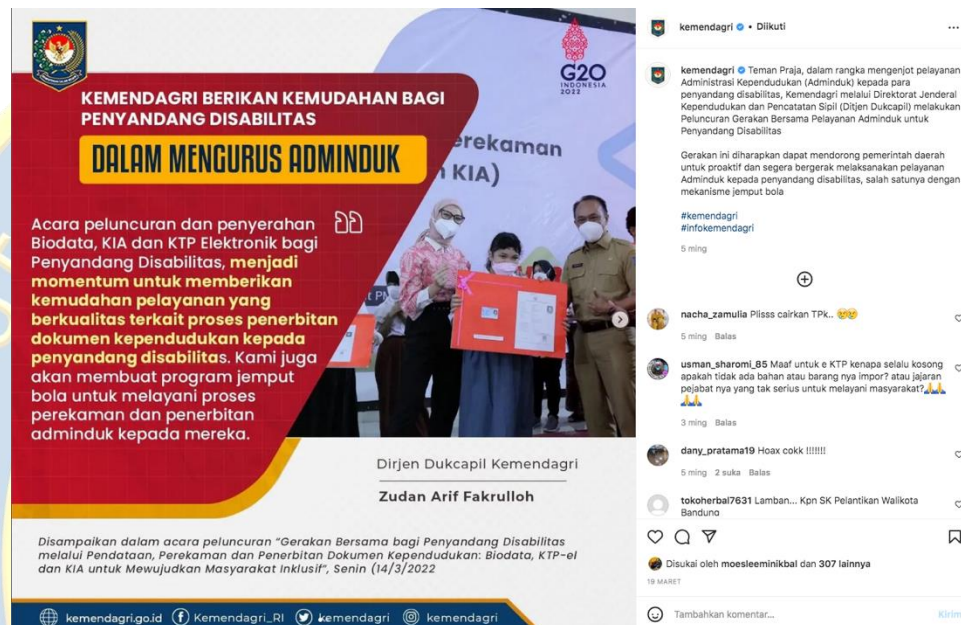 G20
INDONESIA
2022
KEMENDAGRI BERIKAN KEMUDAHAN BAGI
PENYANDANG DISABILITAS
DALAM MENGURUS ADMINDUK
erekaman
KIA)
Acara peluncuran dan penyerahan
Biodata, KIA dan KTP Elektronik bagi
Penyandang Disabilitas, menjadi
momentum untuk memberikan
kemudahan pelayanan yang
berkualitas terkait proses penerbitan
dokumen kependudukan kepada
penyandang disabilitas. Kami juga
akan membuat program jemput
bola untuk melayani proses
perekaman dan penerbitan
adminduk kepada mereka.
Dirjen Dukcapil Kemendagri
Zudan Arif Fakrulloh
Disampaikan dalam acara peluncuran "Gerakan Bersama bagi Penyandang Disabilitas
melalui Pendataan, Perekaman dan Penerbitan Dokumen Kependudukan: Biodata, KTP-el
dan KIA untuk Mewujudkan Masyarakat Inklusif", Senin (14/3/2022
kemendagri.go.id Kemendagri_RI kemendagri kemendagri
kemendagri • Diikuti
kemendagri Teman Praja, dalam rangka mengenjot pelayanan
Administrasi Kependudukan (Adminduk) kepada para
penyandang disabilitas, Kemendagri melalui Direktorat Jenderal
Kependudukan dan Pencatatan Sipil (Ditjen Dukcapil) melakukan
Peluncuran Gerakan Bersama Pelayanan Adminduk untuk
Penyandang Disabilitas
Gerakan ini diharapkan dapat mendorong pemerintah daerah
untuk proaktif dan segera bergerak melaksanakan pelayanan
Adminduk kepada penyandang disabilitas, salah satunya dengan
mekanisme jemput bola
#kemendagri
#infokemendagri
5 ming
nacha_zamulia Plisss cairkan TPk.. 😢😢
5 ming Balas
usman_sharomi_85 Maaf untuk e KTP kenapa selalu kosong
apakah tidak ada bahan atau barang nya impor? atau jajaran
pejabat nya yang tak serius untuk melayani masyarakat?🙏🙏
🙏🙏
3 ming Balas
dany_pratama19 Hoax cokk !!!!!!!
5 ming 2 suka Balas
tokoherbal7631 Lamban... Kpn SK Pelantikan Walikota
Bandung
Disukai oleh moesleeminikbal dan 307 lainnya
19 MARET
Tambahkan komentar...
Kirim